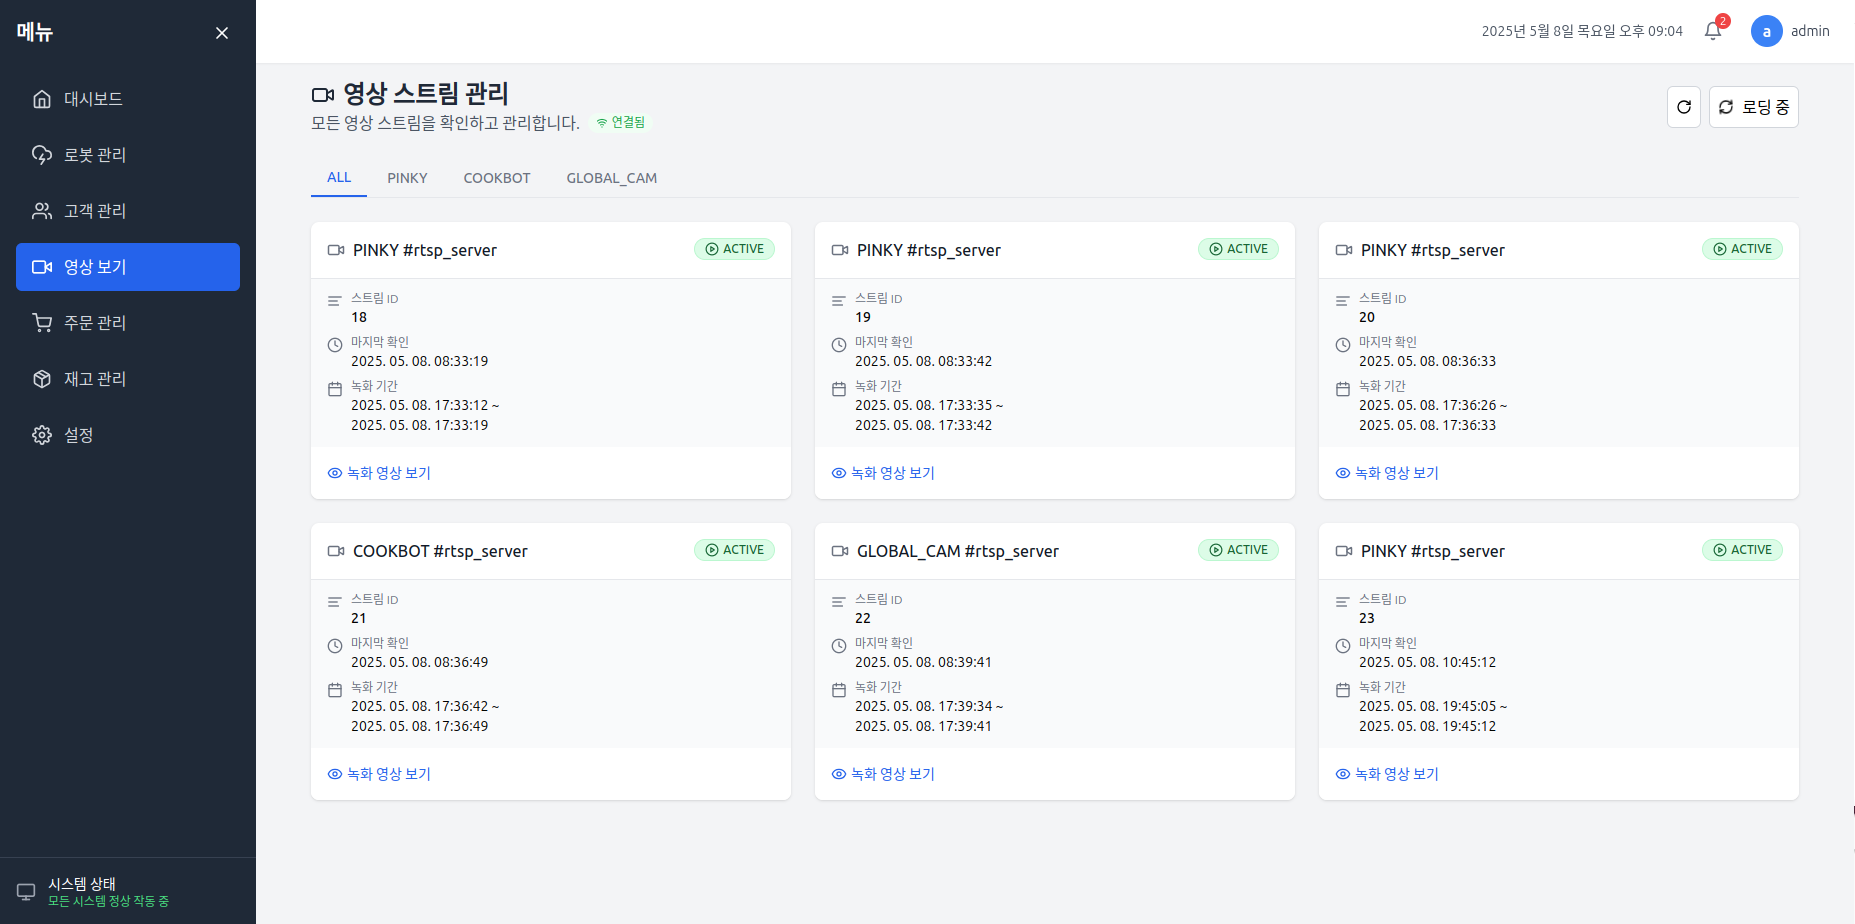 메뉴
대시보드
로봇 관리
고객 관리
영상 보기
주문 관리
재고 관리
설정
시스템 상태
모든 시스템 정상 작동 중
2025년 5월 8일 목요일 오후 09:04
2
a
admin
영상 스트림 관리
모든 영상 스트림을 확인하고 관리합니다.
연결됨
로딩 중
ALL
PINKY
COOKBOT
GLOBAL_CAM
PINKY #rtsp_server
ACTIVE
스트림 ID
18
마지막 확인
2025. 05. 08. 08:33:19
녹화 기간
2025. 05. 08. 17:33:12 ~
2025. 05. 08. 17:33:19
녹화 영상 보기
PINKY #rtsp_server
ACTIVE
스트림 ID
19
마지막 확인
2025. 05. 08. 08:33:42
녹화 기간
2025. 05. 08. 17:33:35 ~
2025. 05. 08. 17:33:42
녹화 영상 보기
PINKY #rtsp_server
ACTIVE
스트림 ID
20
마지막 확인
2025. 05. 08. 08:36:33
녹화 기간
2025. 05. 08. 17:36:26 ~
2025. 05. 08. 17:36:33
녹화 영상 보기
COOKBOT #rtsp_server
ACTIVE
스트림 ID
21
마지막 확인
2025. 05. 08. 08:36:49
녹화 기간
2025. 05. 08. 17:36:42 ~
2025. 05. 08. 17:36:49
녹화 영상 보기
GLOBAL_CAM #rtsp_server
ACTIVE
스트림 ID
22
마지막 확인
2025. 05. 08. 08:39:41
녹화 기간
2025. 05. 08. 17:39:34 ~
2025. 05. 08. 17:39:41
녹화 영상 보기
PINKY #rtsp_server
ACTIVE
스트림 ID
23
마지막 확인
2025. 05. 08. 10:45:12
녹화 기간
2025. 05. 08. 19:45:05 ~
2025. 05. 08. 19:45:12
녹화 영상 보기